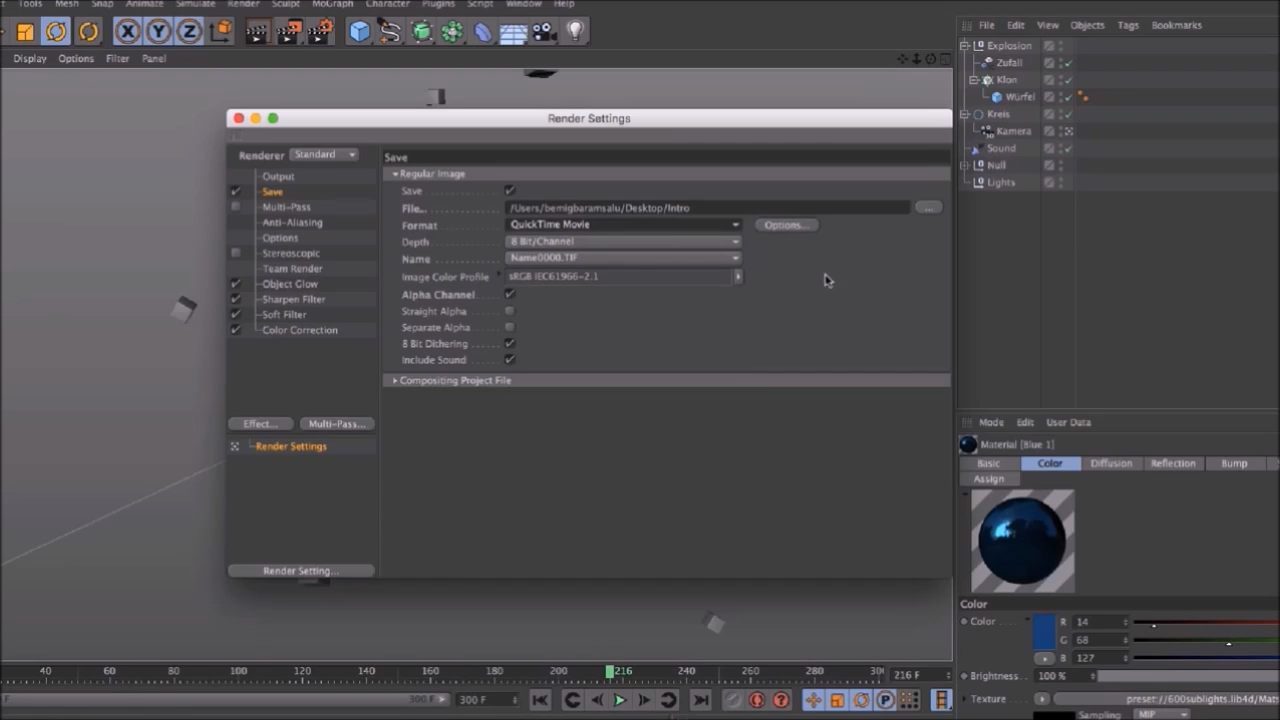 Tools Mesh Snap Animate Simulate Render Sculpt MoGraph Character Plugins Script Window Help
File Edit View Objects Tags Bookmarks
Display Options Filter Panel
Explosion
Zufall
Klon
Würfel
Kreis
Kamera
Sound
Null
Lights
X Y Z
Render Settings
Renderer Standard
Output
Save
Multi-Pass
Anti-Aliasing
Options
Stereoscopic
Team Render
Object Glow
Sharpen Filter
Soft Filter
Color Correction
Effect... Multi-Pass...
Render Settings
Render Setting...
Save
Regular Image
Save
File... /Users/bemigbaramsalu/Desktop/Intro ...
Format QuickTime Movie Options...
Depth 8 Bit/Channel
Name Name0000.TIF
Image Color Profile sRGB IEC61966-2.1
Alpha Channel
Straight Alpha
Separate Alpha
8 Bit Dithering
Include Sound
Compositing Project File
Mode Edit User Data
Material [Blue 1]
Basic Color Diffusion Reflection Bump
Assign
Color
Color R 14
G 68
B 127
Brightness 100 %
Texture preset://600sublights.lib4d/Mat
Sampling MIP
40 60 80 100 120 140 160 180 200 216 240 260 280 216 F
F 300 F 300 F
P